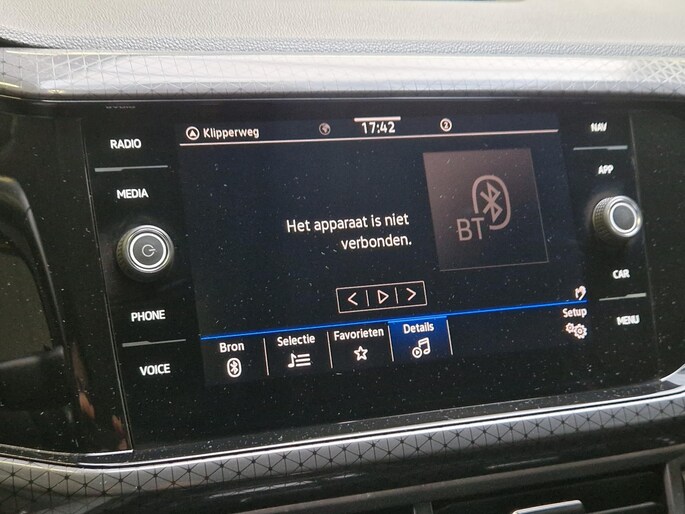 RADIO
MEDIA
PHONE
VOICE
Klipperweg
17:42
2
Het apparaat is niet
verbonden.
BT
Bron
Selectie
Favorieten
Details
Setup
NAV
APP
CAR
MENU